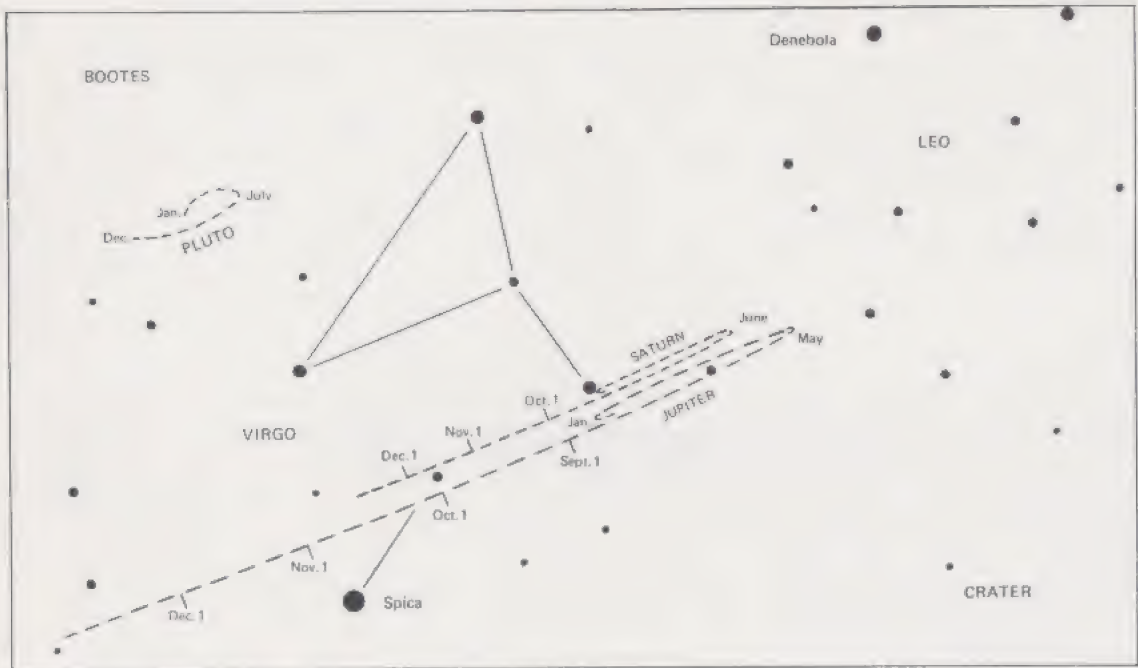 Denebola
BOOTES
LEO
Jan.
July
Dec.
PLUTO
June
SATURN
May
Oct. 1
Jan.
JUPITER
VIRGO
Nov. 1
Dec. 1
Sept. 1
Oct. 1
Nov. 1
CRATER
Spica
Dec. 1